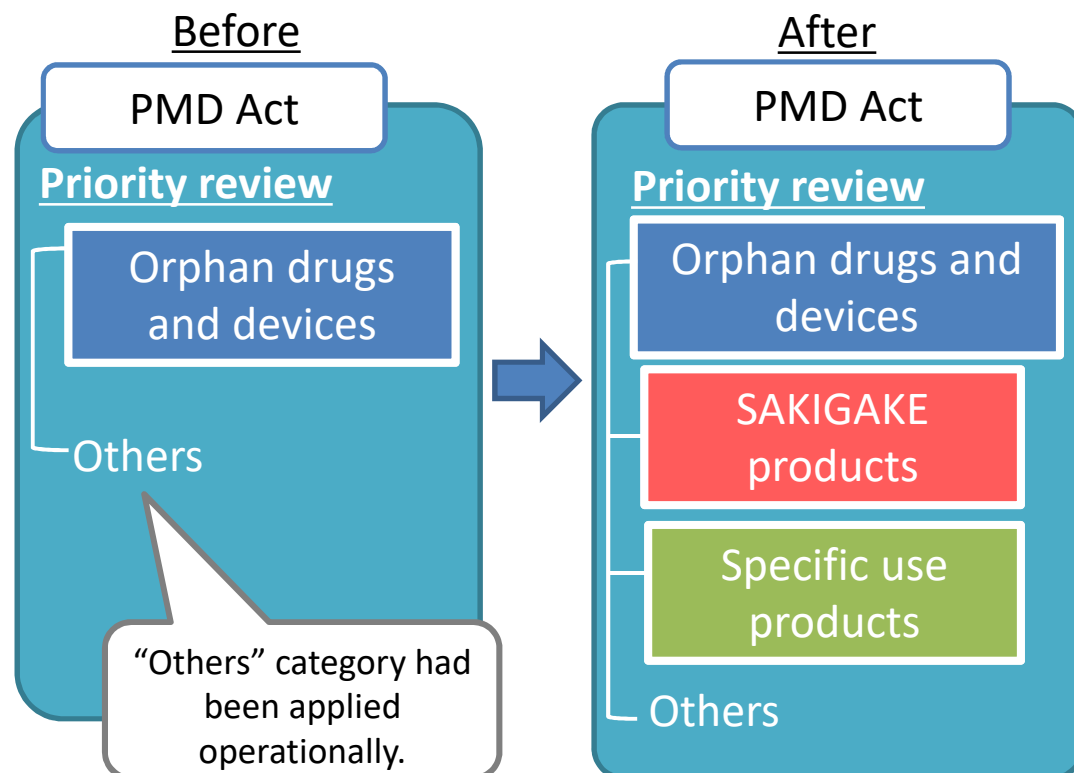 Before
PMD Act
Priority review
Orphan drugs
and devices
Others
“Others” category had
been applied
operationally.
After
PMD Act
Priority review
Orphan drugs and
devices
SAKIGAKE
products
Specific use
products
Others